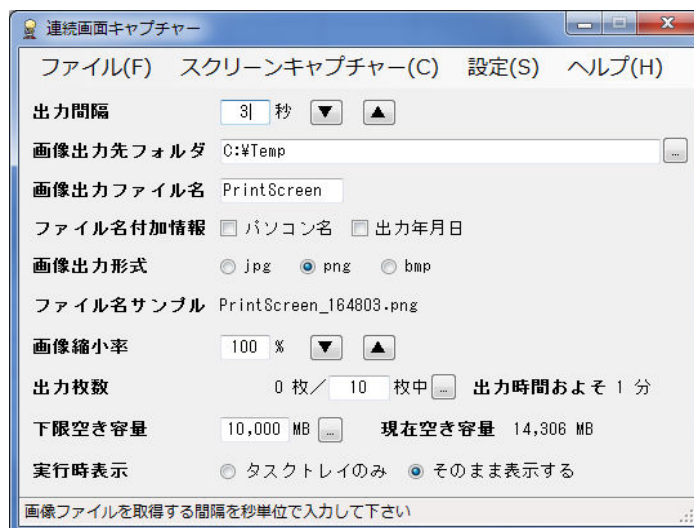 連続画面キャプチャー
ファイル(F) スクリーンキャプチャー(C) 設定(S) ヘルプ(H)
出力間隔 3 秒 ▼ ▲
画像出力先フォルダ C:¥Temp ...
画像出力ファイル名 PrintScreen
ファイル名付加情報 パソコン名 出力年月日
画像出力形式 jpg png bmp
ファイル名サンプル PrintScreen_164803.png
画像縮小率 100 % ▼ ▲
出力枚数 0 枚／ 10 枚中 ... 出力時間およそ 1 分
下限空き容量 10,000 MB ... 現在空き容量 14,306 MB
実行時表示 タスクトレイのみ そのまま表示する
画像ファイルを取得する間隔を秒単位で入力して下さい